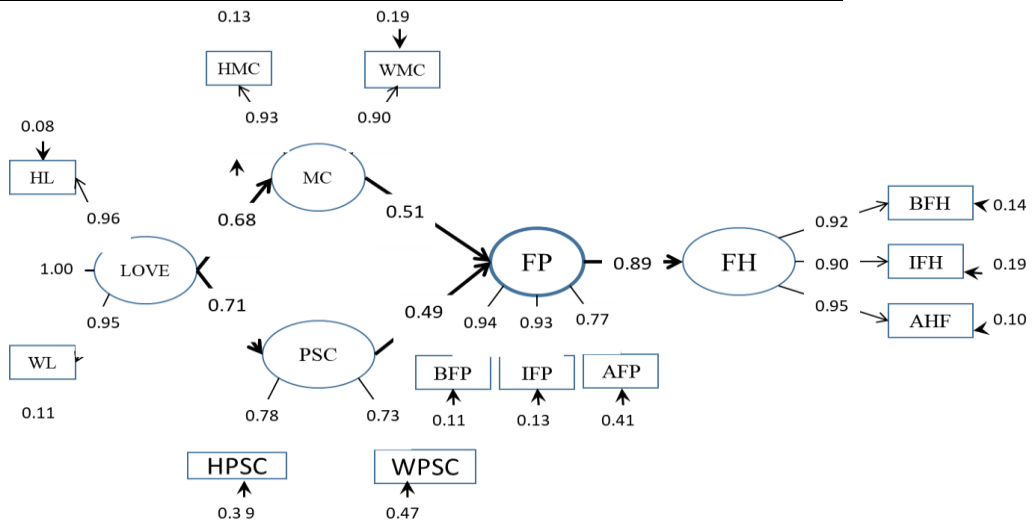 0.13
0.19
HMC
WMC
0.93
0.90
0.08
HL
MC
0.96
0.68
0.51
BFH
0.14
0.92
1.00
LOVE
FP
0.89
FH
0.90
IFH
0.19
0.71
0.95
0.49
0.94
0.93
0.77
0.95
AHF
0.10
WL
PSC
BFP
IFP
AFP
0.11
0.78
0.73
0.11
0.13
0.41
HPSC
WPSC
0.3 9
0.47